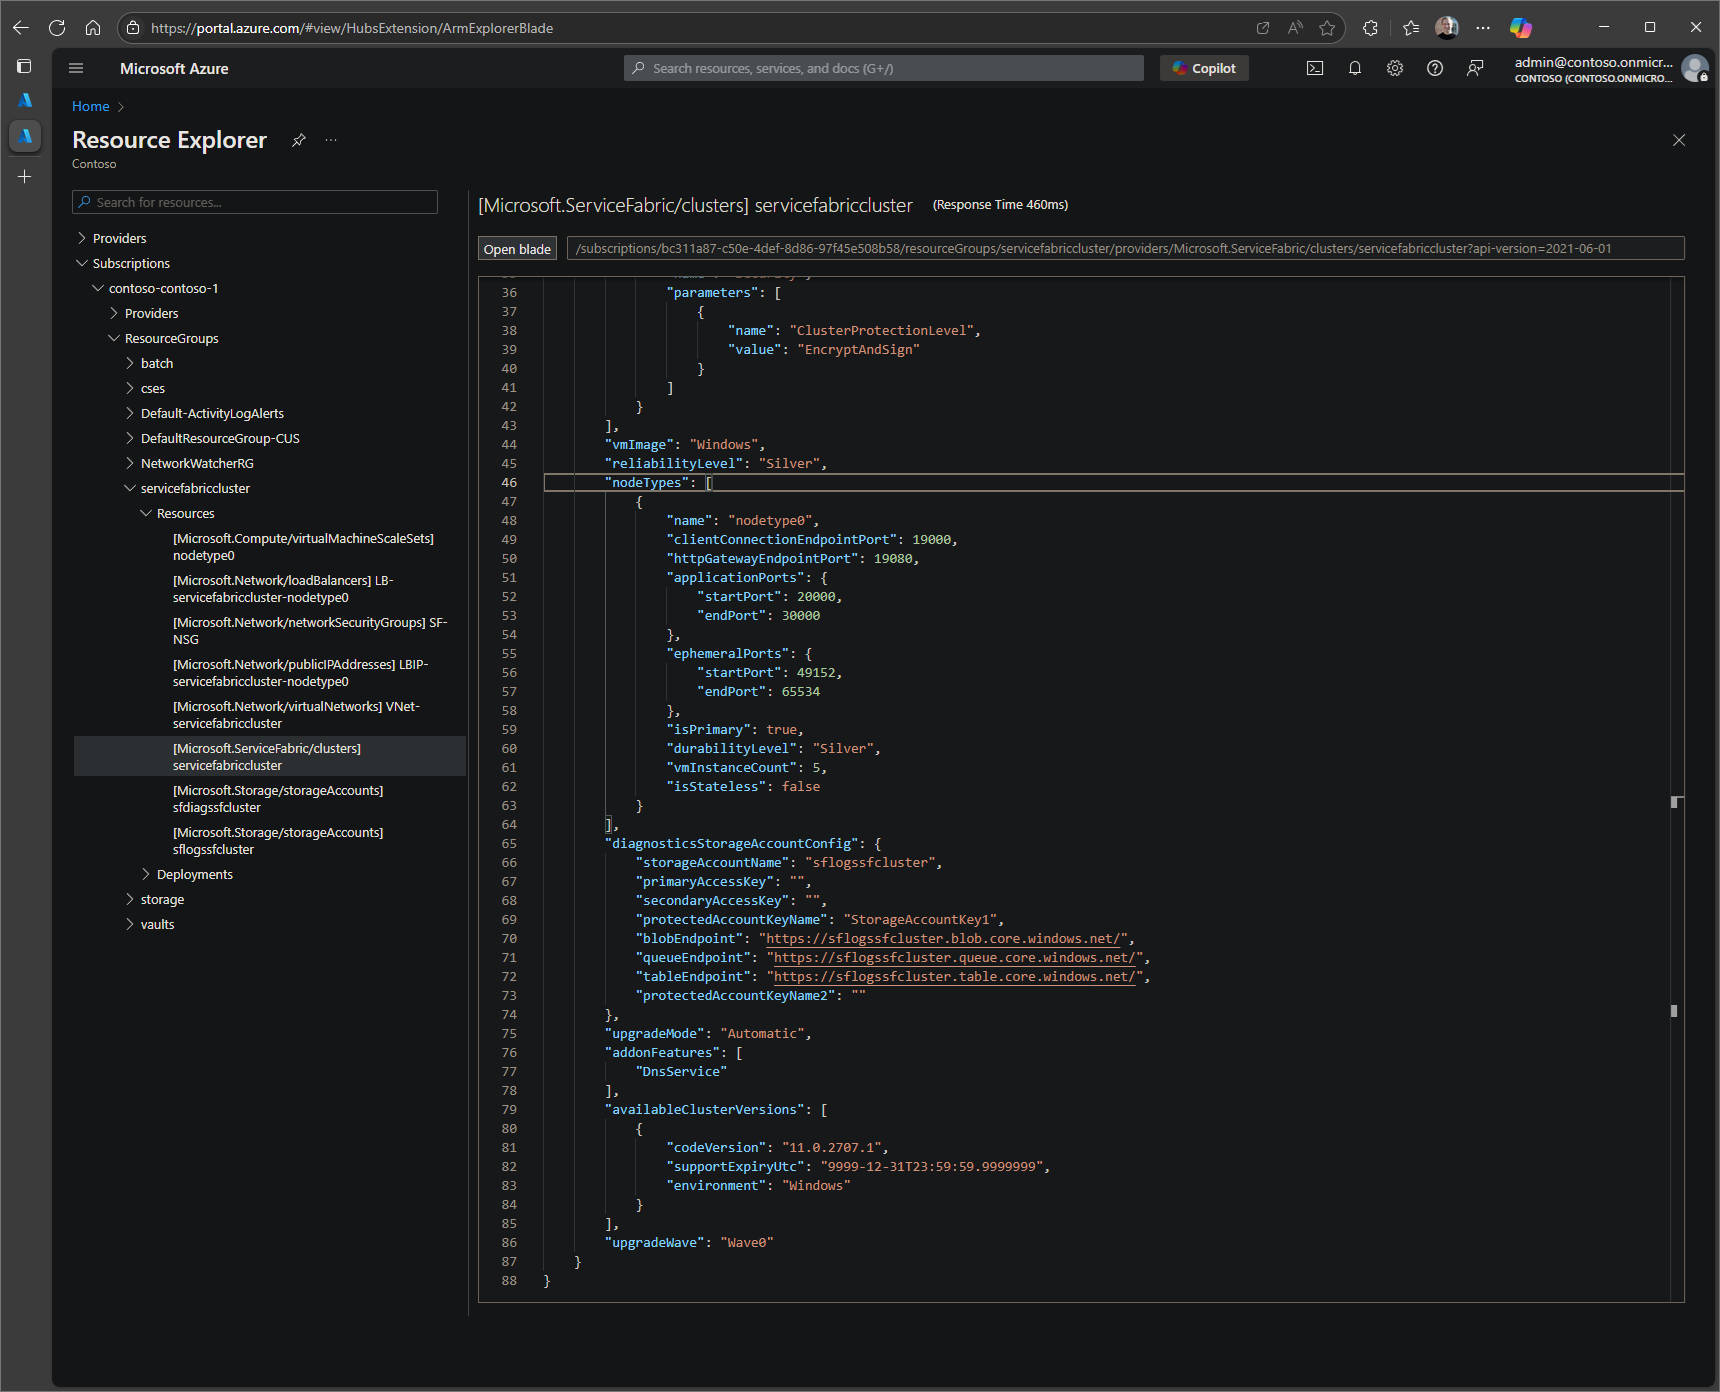 https://portal.azure.com/#view/HubsExtension/ArmExplorerBlade
Microsoft Azure
Search resources, services, and docs (G+/)
Copilot
admin@contoso.onmicr...
CONTOSO (CONTOSO.ONMICRO...
Home
Resource Explorer
Contoso
Search for resources...
Providers
Subscriptions
contoso-contoso-1
Providers
ResourceGroups
batch
cses
Default-ActivityLogAlerts
DefaultResourceGroup-CUS
NetworkWatcherRG
servicefabriccluster
Resources
[Microsoft.Compute/virtualMachineScaleSets]
nodetype0
[Microsoft.Network/loadBalancers] LB-
servicefabriccluster-nodetype0
[Microsoft.Network/networkSecurityGroups] SF-
NSG
[Microsoft.Network/publicIPAddresses] LBIP-
servicefabriccluster-nodetype0
[Microsoft.Network/virtualNetworks] VNet-
servicefabriccluster
[Microsoft.ServiceFabric/clusters]
servicefabriccluster
[Microsoft.Storage/storageAccounts]
sfdiagssfcluster
[Microsoft.Storage/storageAccounts]
sflogssfcluster
Deployments
storage
vaults
[Microsoft.ServiceFabric/clusters] servicefabriccluster (Response Time 460ms)
Open blade
/subscriptions/bc311a87-c50e-4def-8d86-97f45e508b58/resourceGroups/servicefabriccluster/providers/Microsoft.ServiceFabric/clusters/servicefabriccluster?api-version=2021-06-01
36 "parameters": [
37 {
38 "name": "ClusterProtectionLevel",
39 "value": "EncryptAndSign"
40 }
41 ]
42 }
43 ],
44 "vmImage": "Windows",
45 "reliabilityLevel": "Silver",
46 "nodeTypes": [
47 {
48 "name": "nodetype0",
49 "clientConnectionEndpointPort": 19000,
50 "httpGatewayEndpointPort": 19080,
51 "applicationPorts": {
52 "startPort": 20000,
53 "endPort": 30000
54 },
55 "ephemeralPorts": {
56 "startPort": 49152,
57 "endPort": 65534
58 },
59 "isPrimary": true,
60 "durabilityLevel": "Silver",
61 "vmInstanceCount": 5,
62 "isStateless": false
63 }
64 ],
65 "diagnosticsStorageAccountConfig": {
66 "storageAccountName": "sflogssfcluster",
67 "primaryAccessKey": "",
68 "secondaryAccessKey": "",
69 "protectedAccountKeyName": "StorageAccountKey1",
70 "blobEndpoint": "https://sflogssfcluster.blob.core.windows.net/",
71 "queueEndpoint": "https://sflogssfcluster.queue.core.windows.net/",
72 "tableEndpoint": "https://sflogssfcluster.table.core.windows.net/",
73 "protectedAccountKeyName2": ""
74 },
75 "upgradeMode": "Automatic",
76 "addonFeatures": [
77 "DnsService"
78 ],
79 "availableClusterVersions": [
80 {
81 "codeVersion": "11.0.2707.1",
82 "supportExpiryUtc": "9999-12-31T23:59:59.9999999",
83 "environment": "Windows"
84 }
85 ],
86 "upgradeWave": "Wave0"
87 }
88 }